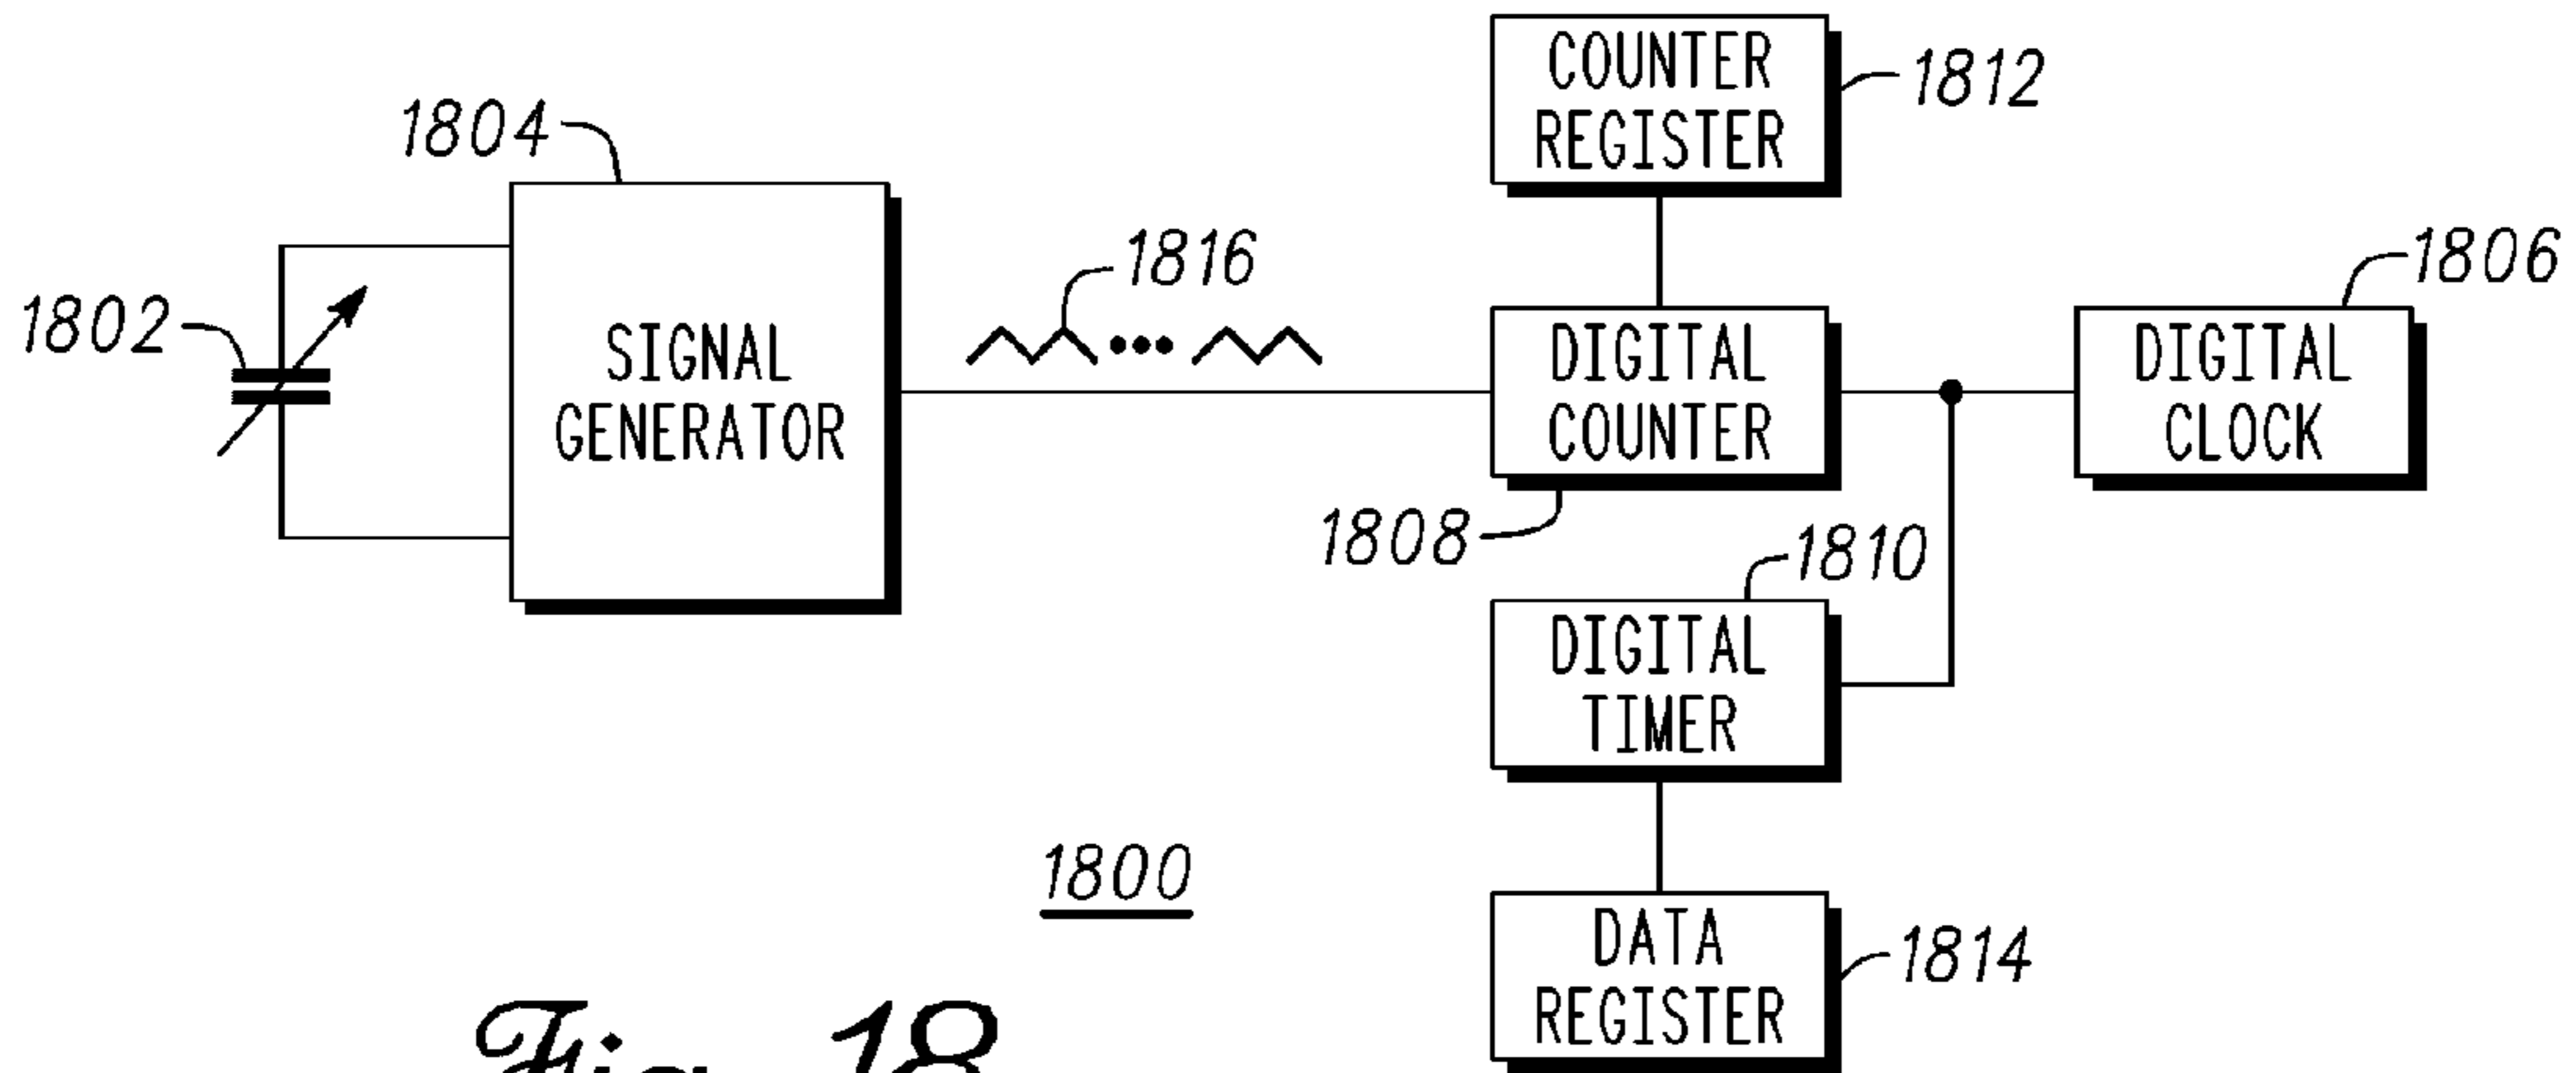 1804
1802
SIGNAL
GENERATOR
1816
COUNTER
REGISTER
1812
DIGITAL
COUNTER
1808
DIGITAL
CLOCK
1806
1810
DIGITAL
TIMER
DATA
REGISTER
1814
1800
Fig. 18